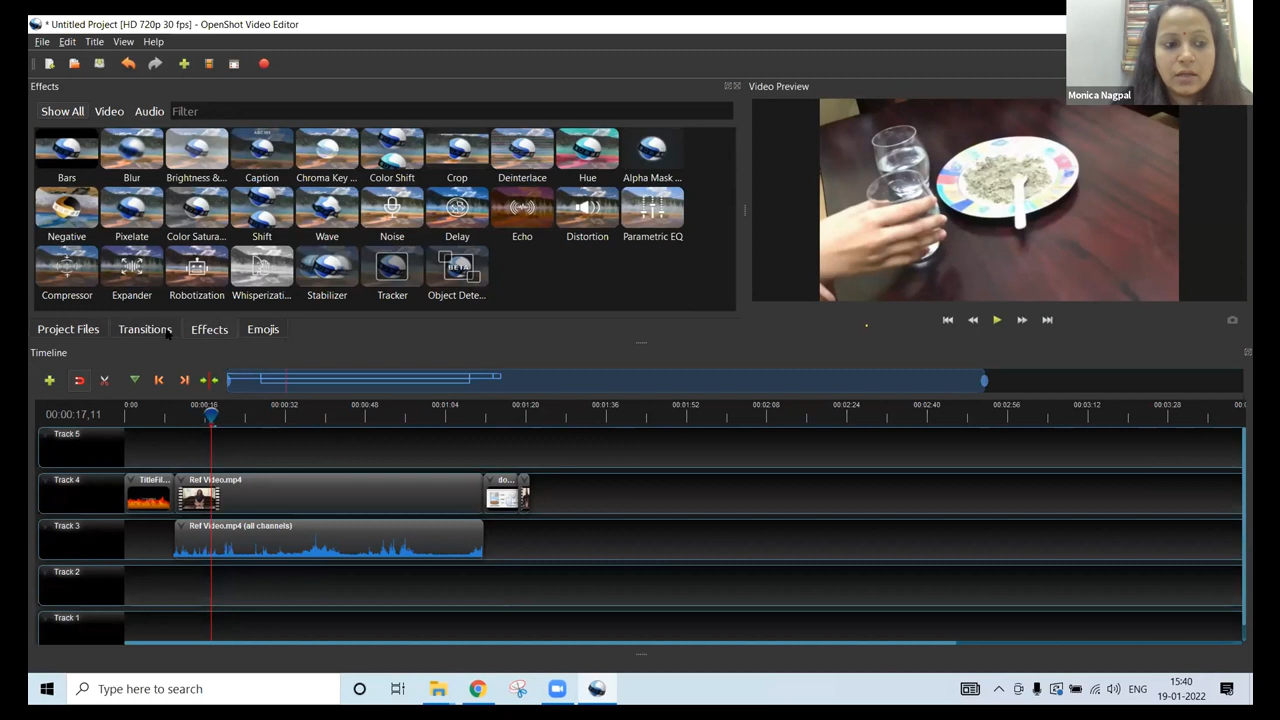 * Untitled Project [HD 720p 30 fps] - OpenShot Video Editor
File Edit Title View Help
Effects
Video Preview
Monica Nagpal
Show All Video Audio Filter
Bars Blur Brightness &... Caption Chroma Key ... Color Shift Crop Deinterlace Hue Alpha Mask ...
Negative Pixelate Color Satura... Shift Wave Noise Delay Echo Distortion Parametric EQ
BETA
Compressor Expander Robotization Whisperizati... Stabilizer Tracker Object Dete...
Project Files Transitions Effects Emojis
Timeline
00:00:17,11
0:00 00:00:16 00:00:32 00:00:48 00:01:04 00:01:20 00:01:36 00:01:52 00:02:08 00:02:24 00:02:40 00:02:56 00:03:12 00:03:28
Track 5
Track 4 TitleFil... Ref Video.mp4 do...
Track 3 Ref Video.mp4 (all channels)
Track 2
Track 1
Type here to search
ENG
15:40
19-01-2022